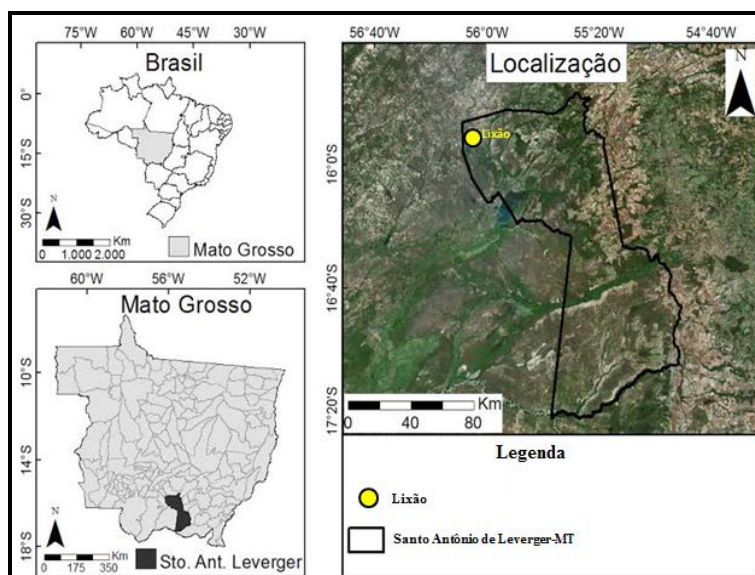 75°W 60°W 45°W 30°W
Brasil
0°
15°S
30°S
N
Km
0 1.000 2.000
Mato Grosso
60°W 56°W 52°W
Mato Grosso
10°S
14°S
18°S
N
Km
0 175 350
Sto. Ant. Leverger
56°40'W 56°0'W 55°20'W 54°40'W
Localização
N
Lixão
16°0'S
16°40'S
17°20'S
Km
0 40 80
Legenda
Lixão
Santo Antônio de Leverger-MT